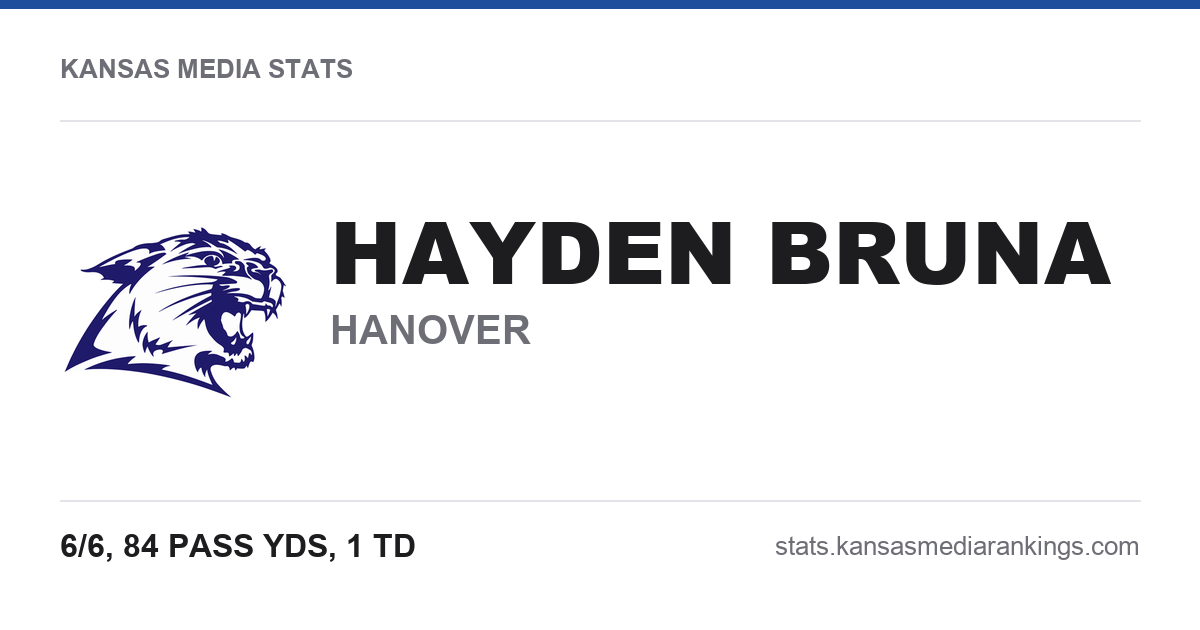 KANSAS MEDIA STATS
HAYDEN BRUNA
HANOVER
6/6, 84 PASS YDS, 1 TD
stats.kansasmediarankings.com